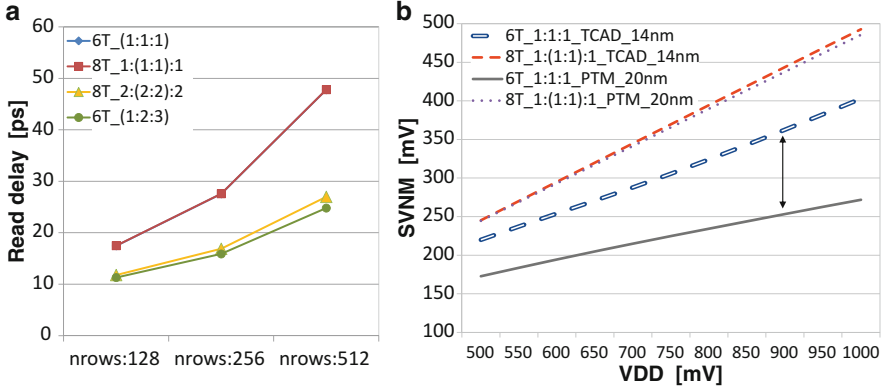 a
Read delay [ps]
60
50
40
30
20
10
0
6T_(1:1:1)
8T_1:(1:1):1
8T_2:(2:2):2
6T_(1:2:3)
nrows:128 nrows:256 nrows:512
b
SVNM [mV]
500
450
400
350
300
250
200
150
100
6T_1:1:1_TCAD_14nm
8T_1:(1:1):1_TCAD_14nm
6T_1:1:1_PTM_20nm
8T_1:(1:1):1_PTM_20nm
500 550 600 650 700 750 800 850 900 950 1000
VDD [mV]